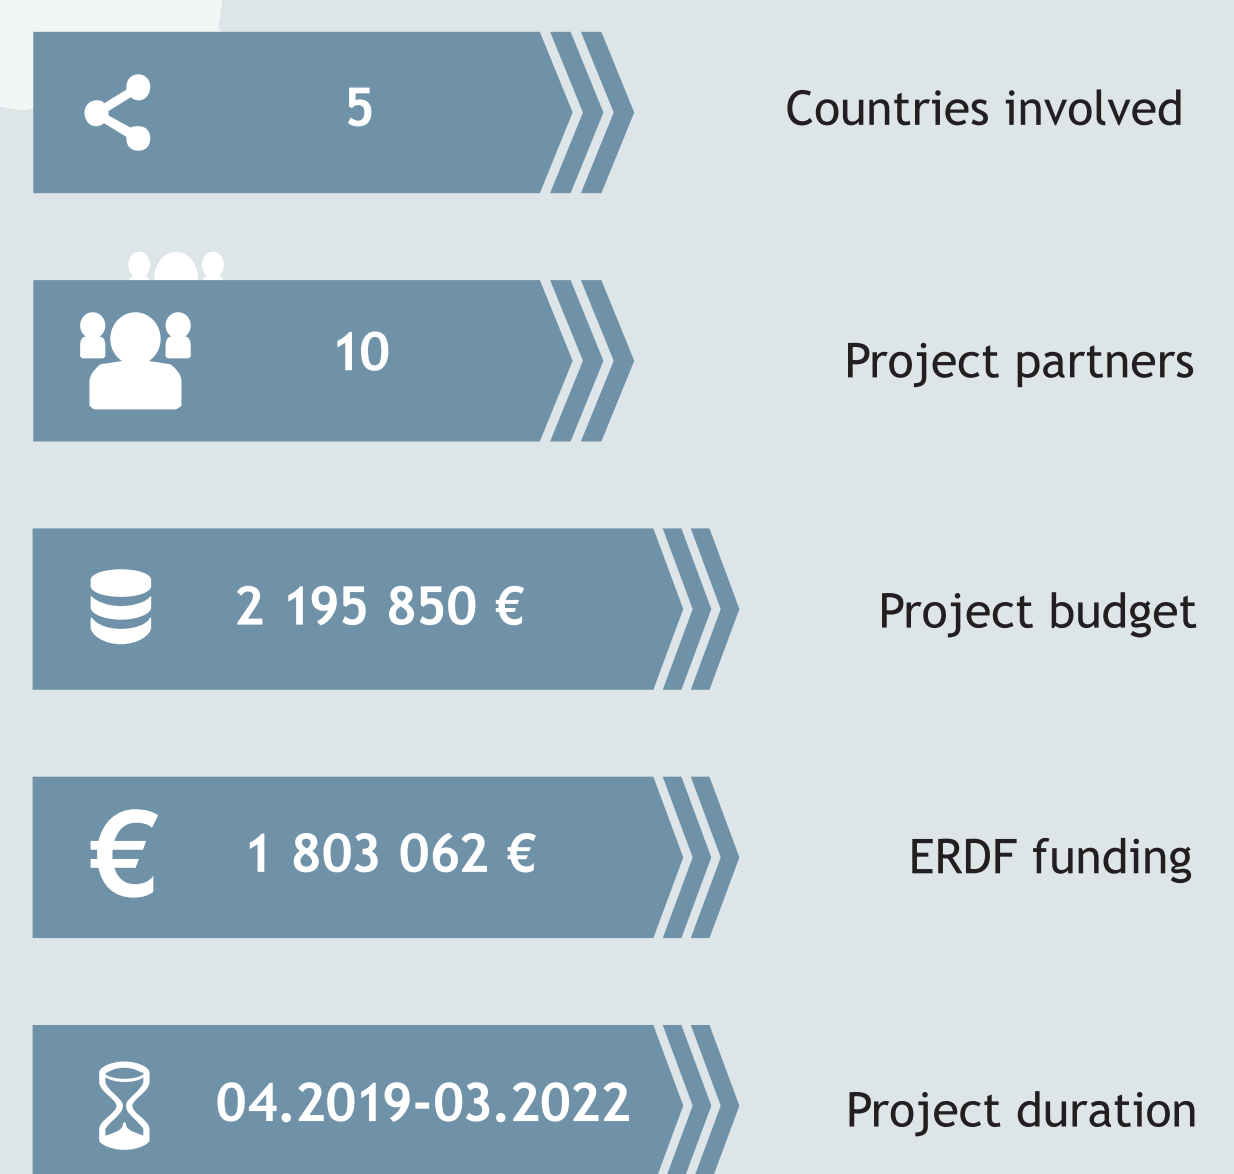 5 Countries involved
10 Project partners
2 195 850 € Project budget
€ 1 803 062 € ERDF funding
04.2019-03.2022 Project duration